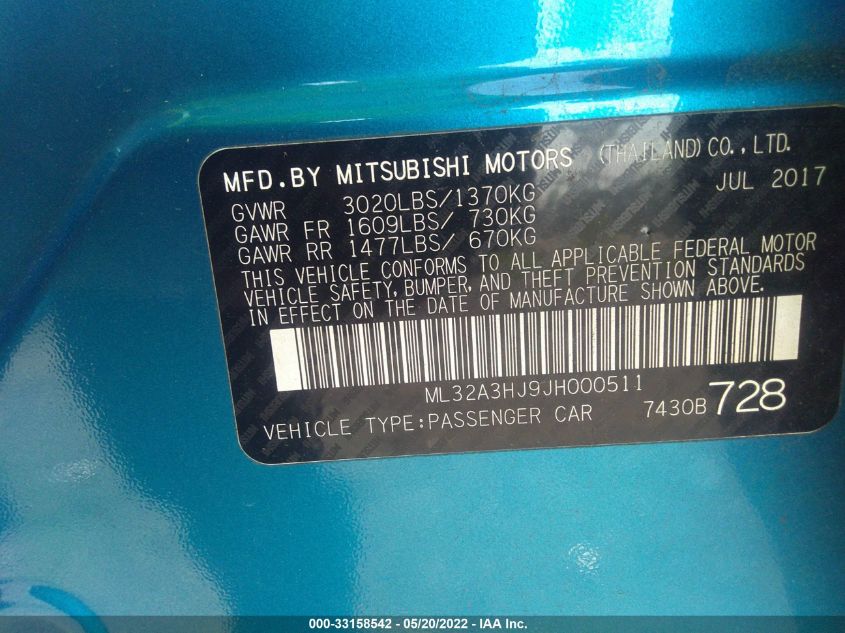 MFD.BY MITSUBISHI MOTORS (THAILAND) CO.,LTD.
JUL 2017
GVWR 3020LBS/1370KG
GAWR FR 1609LBS/ 730KG
GAWR RR 1477LBS/ 670KG
THIS VEHICLE CONFORMS TO ALL APPLICABLE FEDERAL MOTOR
VEHICLE SAFETY, BUMPER, AND THEFT PREVENTION STANDARDS
IN EFFECT ON THE DATE OF MANUFACTURE SHOWN ABOVE.
ML32A3HJ9JH000511
VEHICLE TYPE:PASSENGER CAR 7430B 728
000-33158542 - 05/20/2022 - IAA Inc.